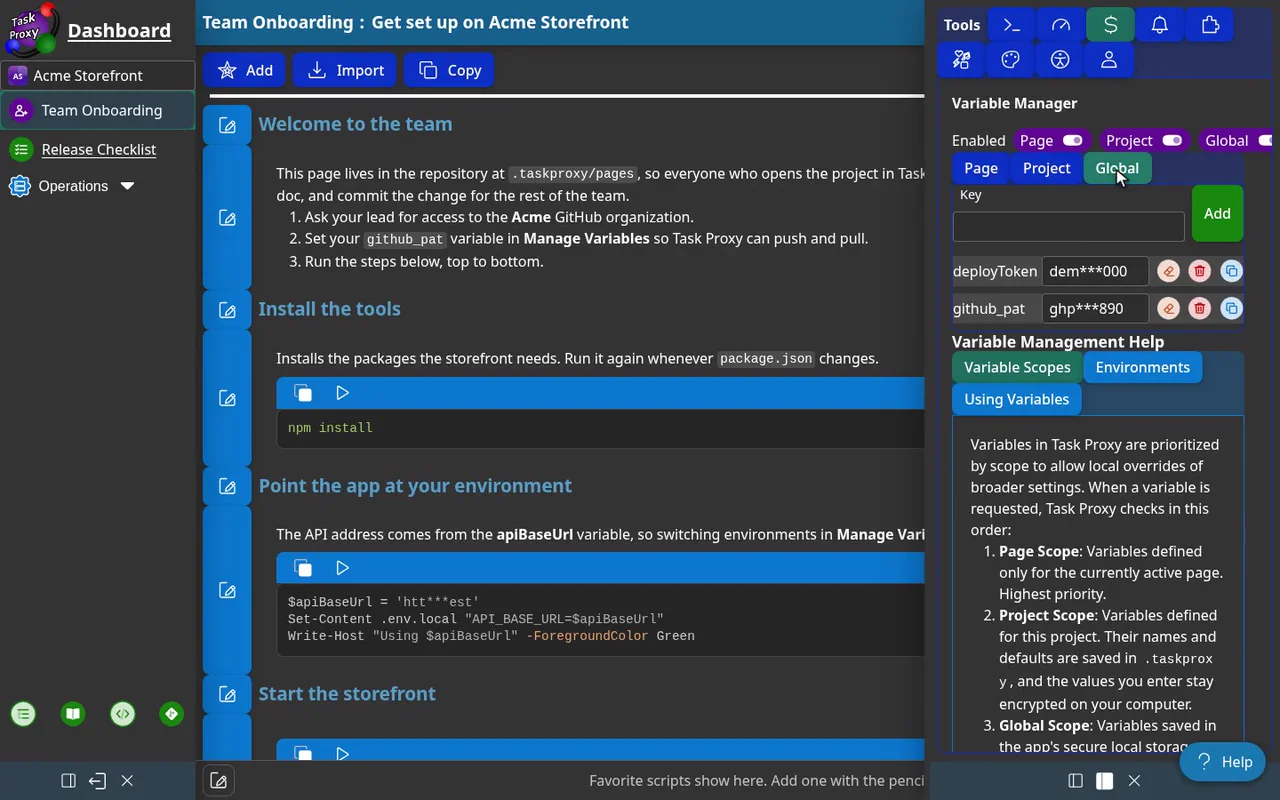 Task
Proxy
Dashboard
AS Acme Storefront
Team Onboarding
Release Checklist
Operations
Team Onboarding : Get set up on Acme Storefront
Add
Import
Copy
Welcome to the team
This page lives in the repository at .taskproxy/pages, so everyone who opens the project in Task
doc, and commit the change for the rest of the team.
1. Ask your lead for access to the Acme GitHub organization.
2. Set your github_pat variable in Manage Variables so Task Proxy can push and pull.
3. Run the steps below, top to bottom.
Install the tools
Installs the packages the storefront needs. Run it again whenever package.json changes.
npm install
Point the app at your environment
The API address comes from the apiBaseUrl variable, so switching environments in Manage Vari
$apiBaseUrl = 'htt***est'
Set-Content .env.local "API_BASE_URL=$apiBaseUrl"
Write-Host "Using $apiBaseUrl" -ForegroundColor Green
Start the storefront
Favorite scripts show here. Add one with the penci
Tools
Variable Manager
Enabled Page Project Global
Page Project Global
Key
Add
deployToken dem***000
github_pat ghp***890
Variable Management Help
Variable Scopes Environments
Using Variables
Variables in Task Proxy are prioritized
by scope to allow local overrides of
broader settings. When a variable is
requested, Task Proxy checks in this
order:
1. Page Scope: Variables defined
only for the currently active page.
Highest priority.
2. Project Scope: Variables defined
for this project. Their names and
defaults are saved in .taskprox
y, and the values you enter stay
encrypted on your computer.
3. Global Scope: Variables saved in
the app's secure local storag
Help